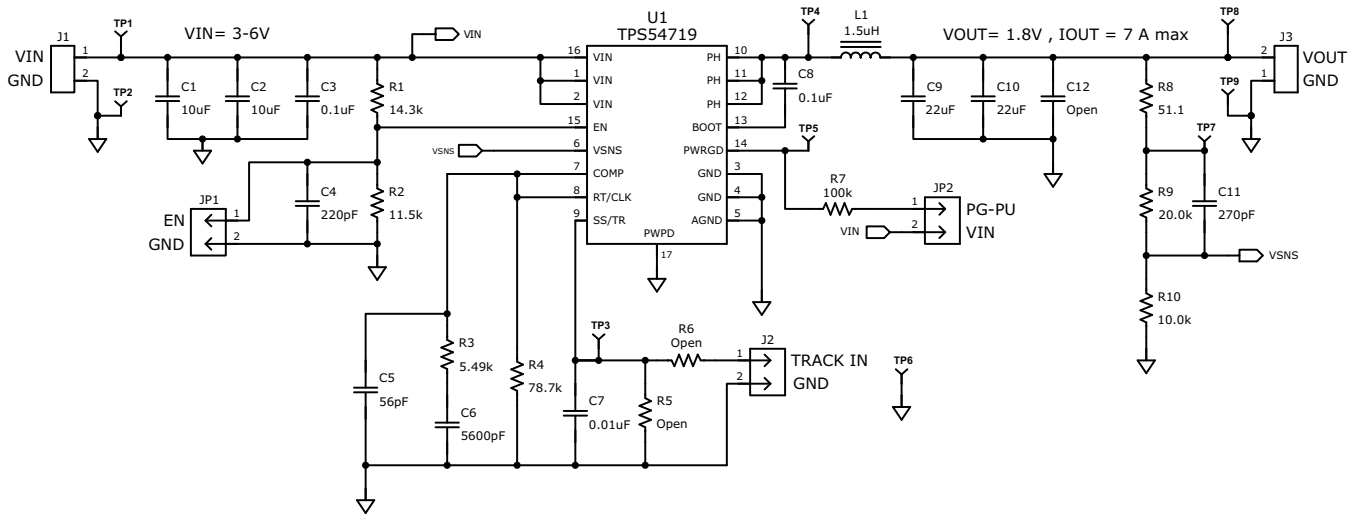 TP1
VIN= 3-6V
VIN
U1
TPS54719
TP4
L1
1.5uH
VOUT= 1.8V , IOUT = 7 A max
TP8
J1
VIN
GND
1
2
TP2
C1
10uF
C2
10uF
C3
0.1uF
R1
14.3k
16
1
2
15
6
7
8
9
VIN
VIN
VIN
EN
VSNS
COMP
RT/CLK
SS/TR
PWPD
17
PH
PH
PH
BOOT
PWRGD
GND
GND
AGND
10
11
12
13
14
3
4
5
C8
0.1uF
TP5
C9
22uF
C10
22uF
C12
Open
R8
51.1
TP9
J3
2
1
VOUT
GND
VSNS
TP7
JP1
EN
GND
1
2
C4
220pF
R2
11.5k
R7
100k
JP2
1
2
PG-PU
VIN
VIN
R9
20.0k
C11
270pF
VSNS
R10
10.0k
C5
56pF
R3
5.49k
C6
5600pF
R4
78.7k
TP3
C7
0.01uF
R5
Open
R6
Open
J2
1
2
TRACK IN
GND
TP6